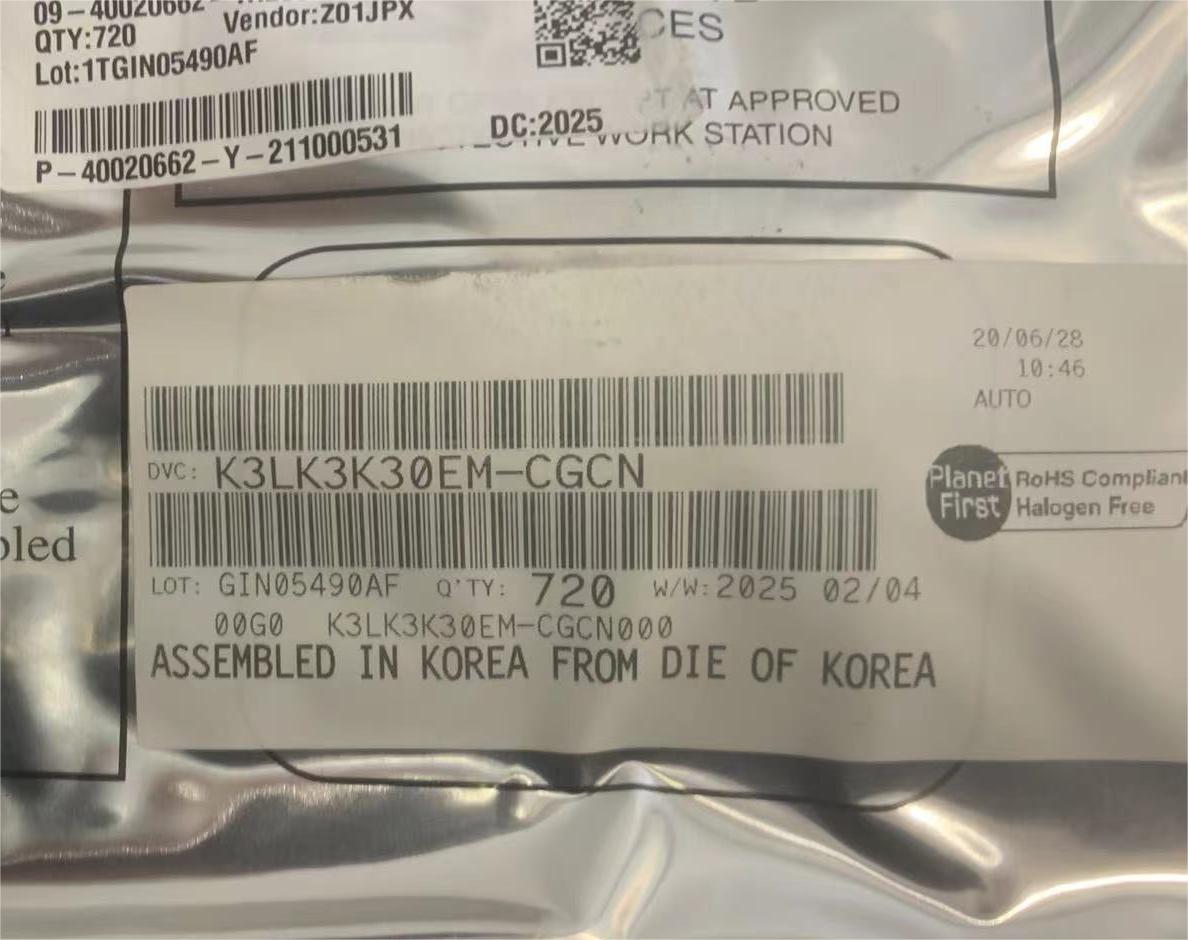 Vendor:Z01JPX
QTY:720
Lot:1TGIN05490AF
P-40020662-Y-211000531
DC:2025
CES
AT APPROVED
WORK STATION
20/06/28
10:46
AUTO
DVC: K3LK3K30EM-CGCN
Planet First
RoHS Compliant
Halogen Free
LOT: GIN05490AF Q'TY: 720 W/W:2025 02/04
00G0 K3LK3K30EM-CGCN000
ASSEMBLED IN KOREA FROM DIE OF KOREA